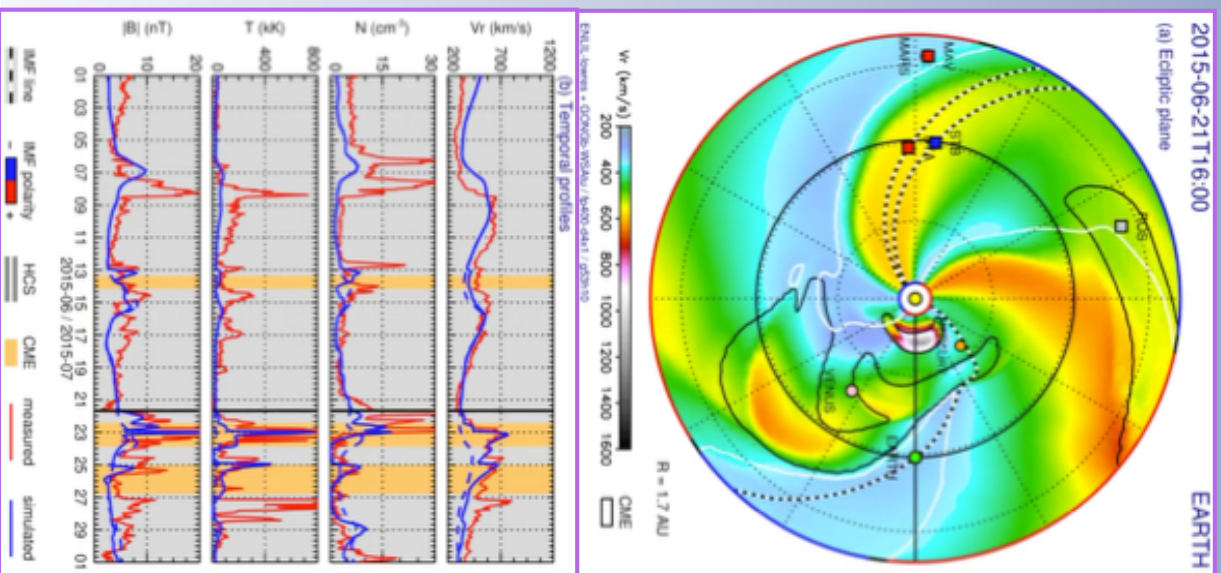 2015-06-21T16:00 EARTH
(a) Ecliptic plane
MAV
MARS
STB
A
ROS
VENUS
EARTH
R = 1.7 AU
Vr (km/s) 200 400 600 800 1000 1200 1400 1600 CME
(b) Temporal profiles
Vr (km/s)
1200
700
200
N (cm-3)
30
15
0
T (kK)
800
400
0
|B| (nT)
20
10
0
01 03 05 07 09 11 13 15 17 19 21 23 25 27 29 01
2015-06 / 2015-07
IMF line - IMF polarity + HCS CME measured simulated